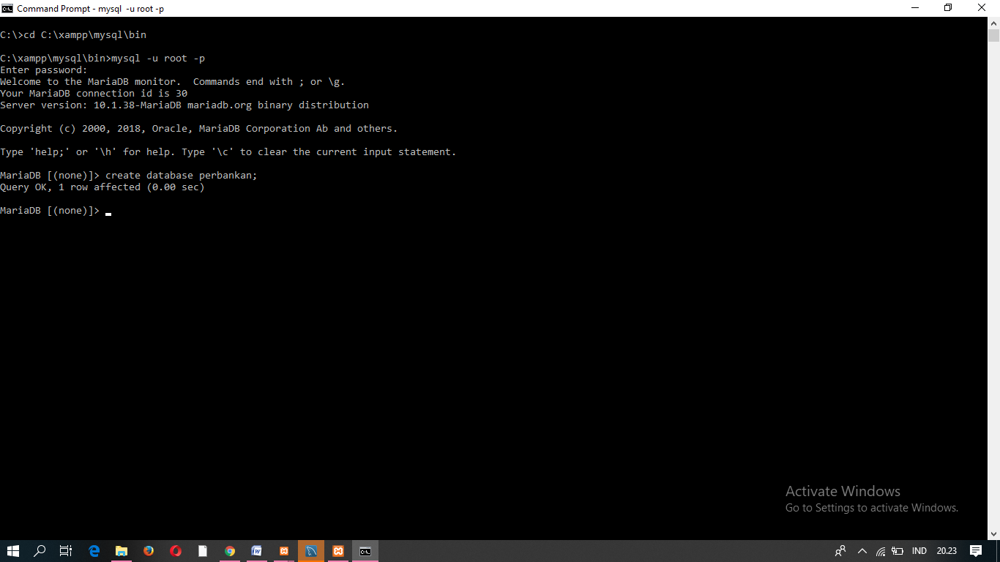 Command Prompt - mysql  -u root -p
C:\>cd C:\xampp\mysql\bin
C:\xampp\mysql\bin>mysql -u root -p
Enter password:
Welcome to the MariaDB monitor.  Commands end with ; or \g.
Your MariaDB connection id is 30
Server version: 10.1.38-MariaDB mariadb.org binary distribution
Copyright (c) 2000, 2018, Oracle, MariaDB Corporation Ab and others.
Type 'help;' or '\h' for help. Type '\c' to clear the current input statement.
MariaDB [(none)]> create database perbankan;
Query OK, 1 row affected (0.00 sec)
MariaDB [(none)]>
Activate Windows
Go to Settings to activate Windows.
IND 20.23